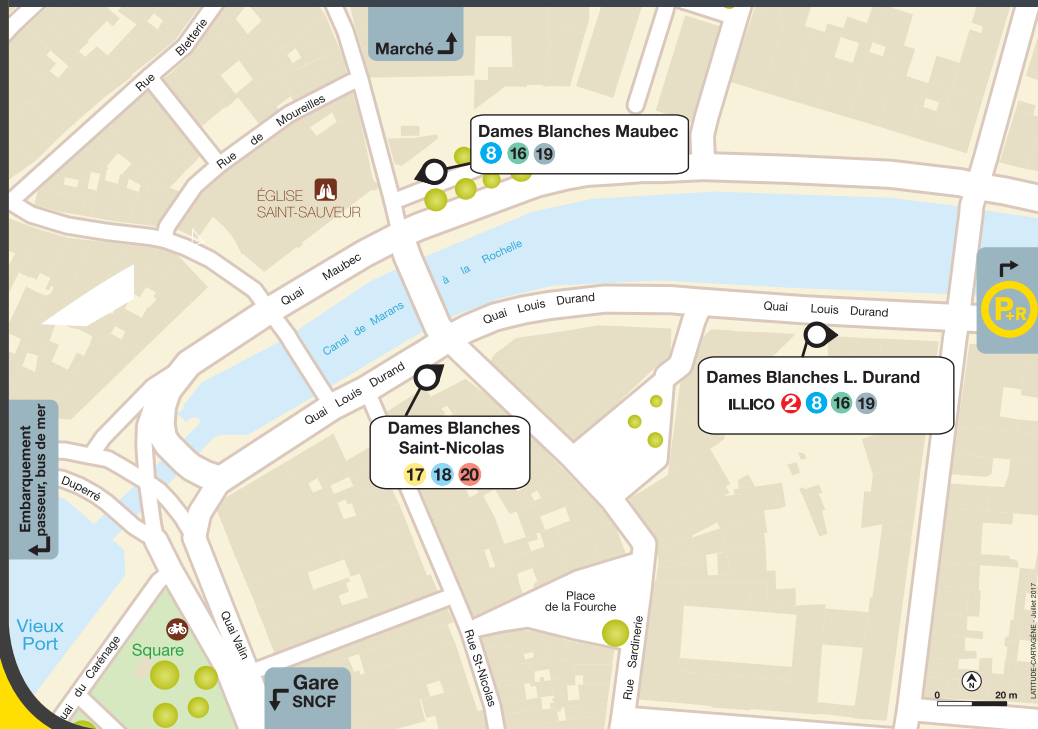 Marché
Rue Bletterie
Rue de Moureilles
Dames Blanches Maubec
8 16 19
ÉGLISE
SAINT-SAUVEUR
à la Rochelle
Quai Maubec
Canal de Marans
Quai Louis Durand
Quai Louis Durand
P+R
Quai Louis Durand
Dames Blanches L. Durand
ILLICO 2 8 16 19
Dames Blanches
Saint-Nicolas
17 18 20
Embarquement
passeur, bus de mer
Duperré
Vieux
Port
Square
Quai Valin
uai du Carénage
Place
de la Fourche
Rue St-Nicolas
Rue Sardinerie
Gare
SNCF
N
0 20 m
LATITUDE-CARTAGÈNE - Juillet 2017